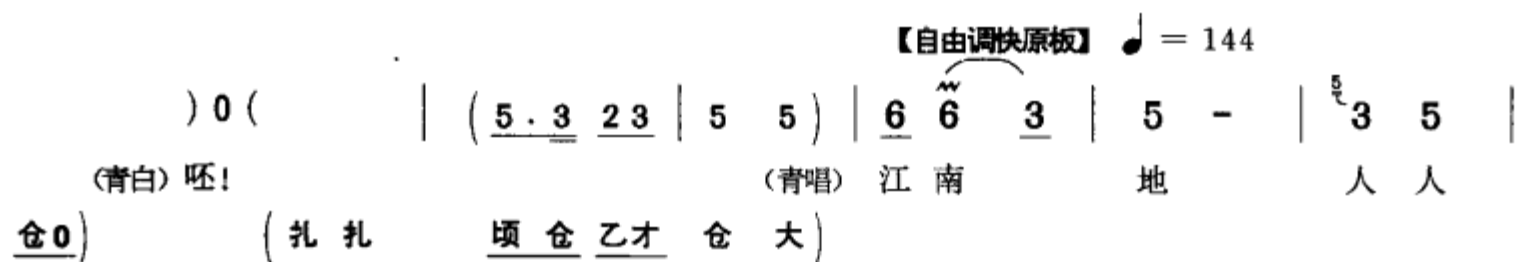 【自由调快原板】 ♩ = 144
) 0 ( | ( 5 . 3 2 3 | 5 5 ) | 6 6 3 | 5 - | 5 3 5 |
(青白) 呸! (青唱) 江 南 地 人 人
仓 0 ) ( 扎 扎 顷 仓 乙 才 仓 大 )